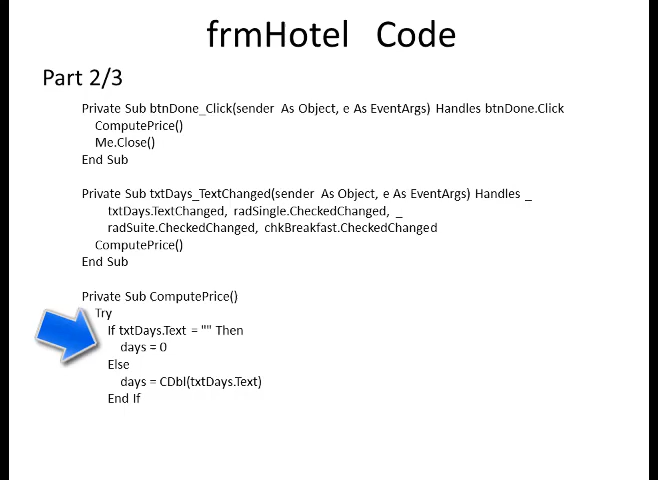 frmHotel Code
Part 2/3
Private Sub btnDone_Click(sender As Object, e As EventArgs) Handles btnDone.Click
ComputePrice()
Me.Close()
End Sub
Private Sub txtDays_TextChanged(sender As Object, e As EventArgs) Handles _
txtDays.TextChanged, radSingle.CheckedChanged, _
radSuite.CheckedChanged, chkBreakfast.CheckedChanged
ComputePrice()
End Sub
Private Sub ComputePrice()
Try
If txtDays.Text = "" Then
days = 0
Else
days = CDbl(txtDays.Text)
End If